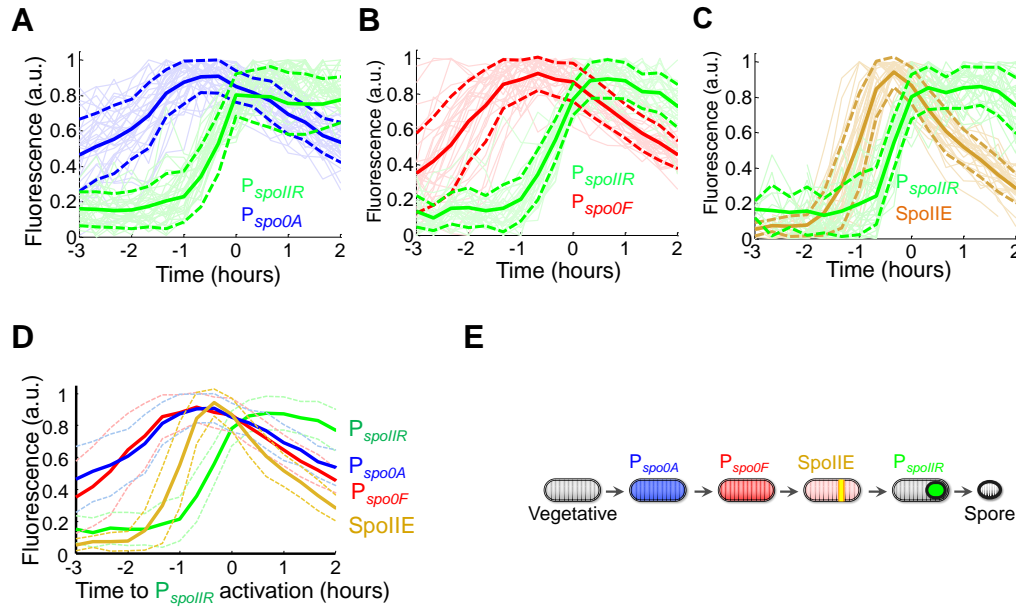 A
Fluorescence (a.u.)
1
0.8
0.6
0.4
0.2
0
-3 -2 -1 0 1 2
Time (hours)
PspoIIR
Pspo0A
B
Fluorescence (a.u.)
1
0.8
0.6
0.4
0.2
0
-3 -2 -1 0 1 2
Time (hours)
PspoIIR
Pspo0F
C
Fluorescence (a.u.)
1
0.8
0.6
0.4
0.2
0
-3 -2 -1 0 1 2
Time (hours)
PspoIIR
SpoIIE
D
Fluorescence (a.u.)
1
0.8
0.6
0.4
0.2
0
-3 -2 -1 0 1 2
Time to PspoIIR activation (hours)
PspoIIR
Pspo0A
Pspo0F
SpoIIE
E
Pspo0A Pspo0F SpoIIE PspoIIR
Vegetative Spore